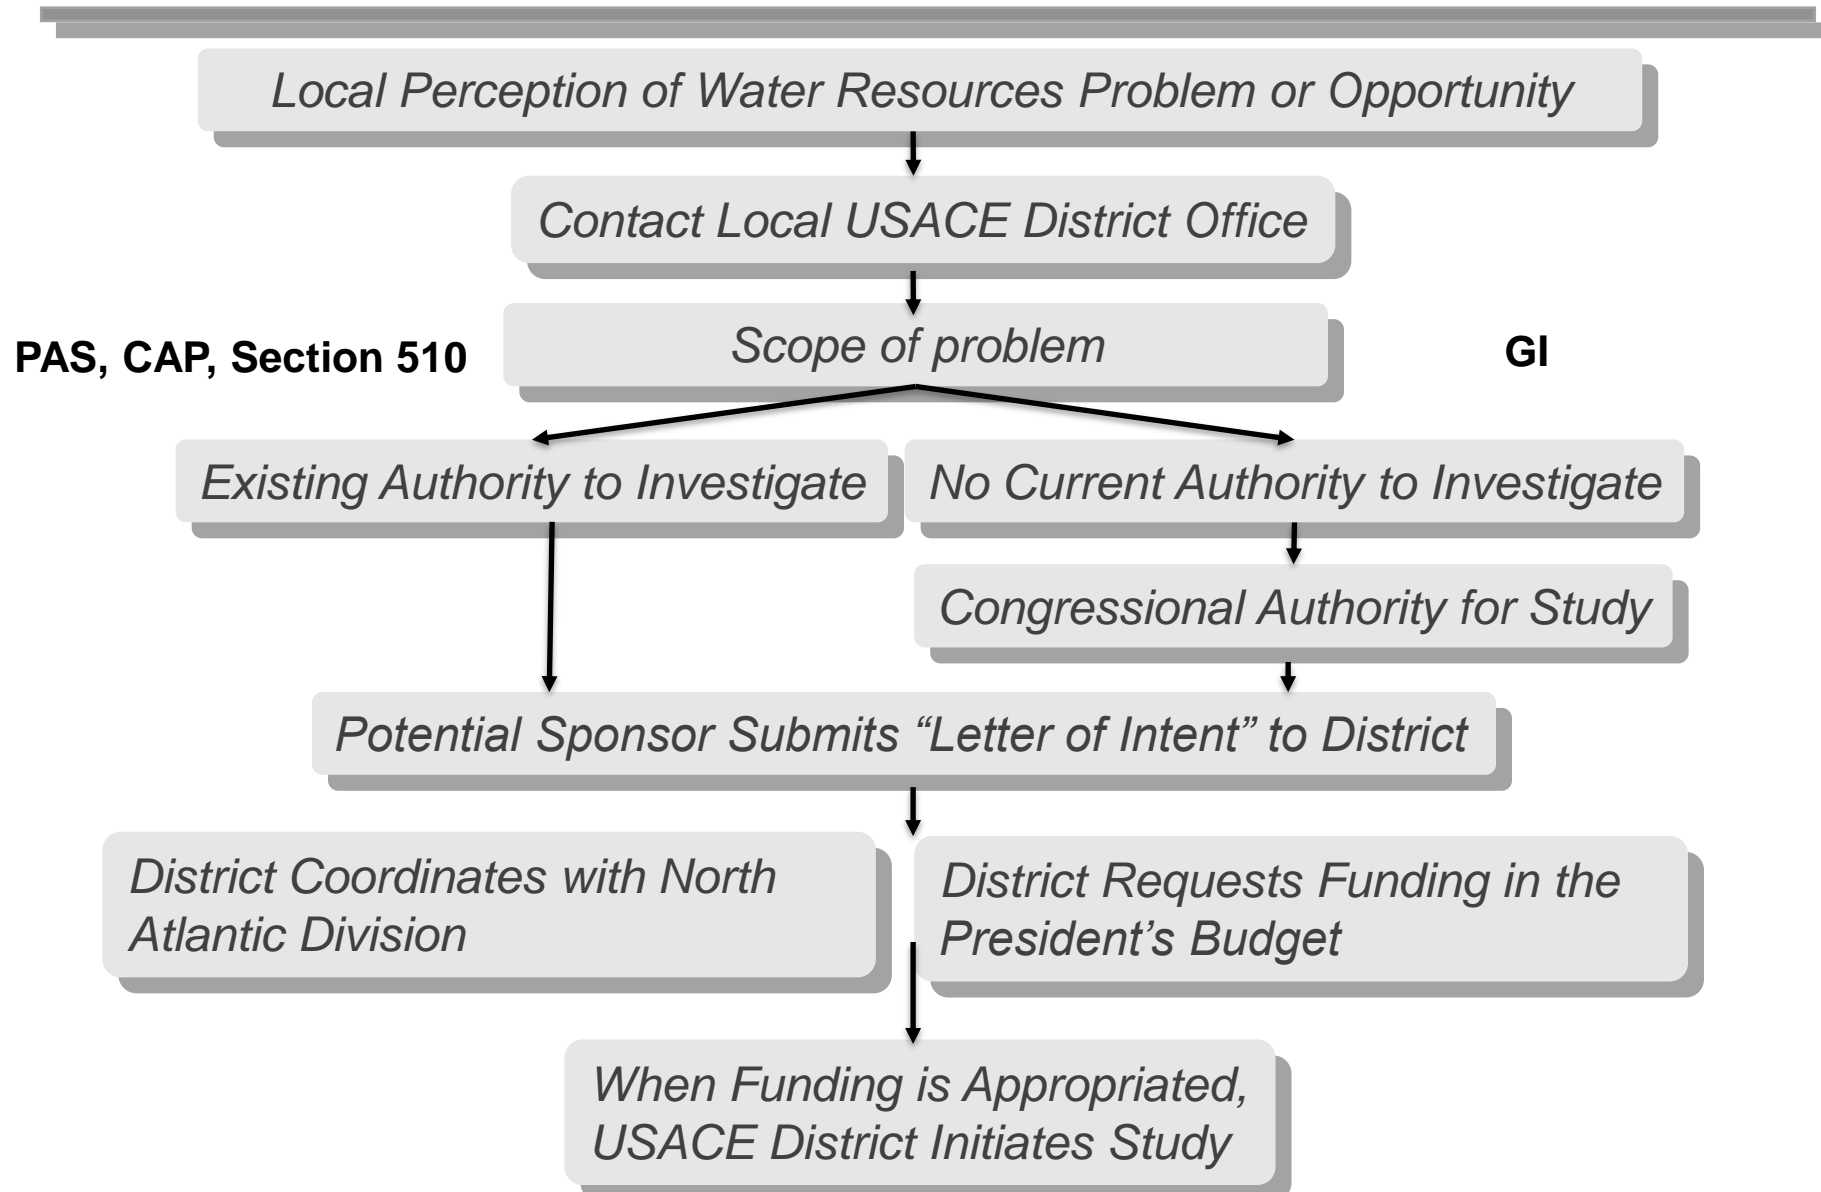 Local Perception of Water Resources Problem or Opportunity
Contact Local USACE District Office
PAS, CAP, Section 510
Scope of problem
GI
Existing Authority to Investigate
No Current Authority to Investigate
Congressional Authority for Study
Potential Sponsor Submits “Letter of Intent” to District
District Coordinates with North
Atlantic Division
District Requests Funding in the
President’s Budget
When Funding is Appropriated,
USACE District Initiates Study